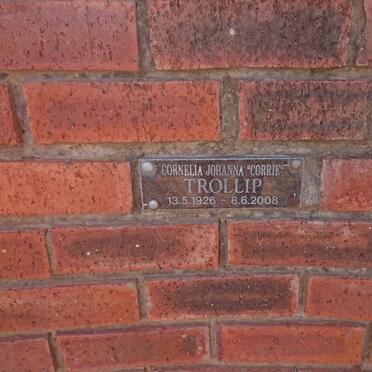 CORNELIA JOHANNA "CORRIE"
TROLLIP
13.5.1926 - 8.6.2008